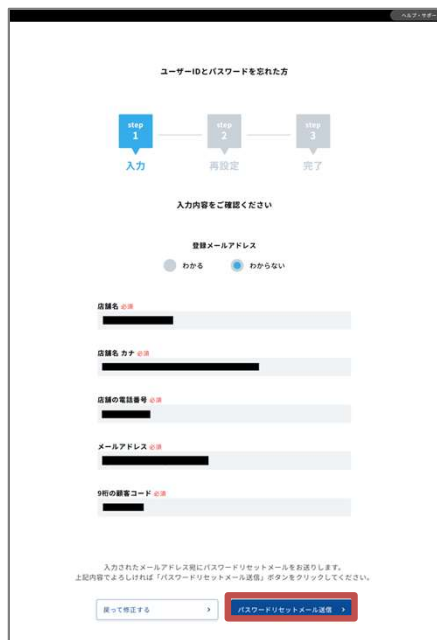 ヘルプ・サポー
ユーザーIDとパスワードを忘れた方
step
1
step
2
step
3
入力
再設定
完了
入力内容をご確認ください
登録メールアドレス
わかる
わからない
店舗名 必須
店舗名 カナ 必須
店舗の電話番号 必須
メールアドレス 必須
9桁の顧客コード 必須
入力されたメールアドレス宛にパスワードリセットメールをお送りします。
上記内容でよろしければ「パスワードリセットメール送信」ボタンをクリックしてください。
戻って修正する
パスワードリセットメール送信